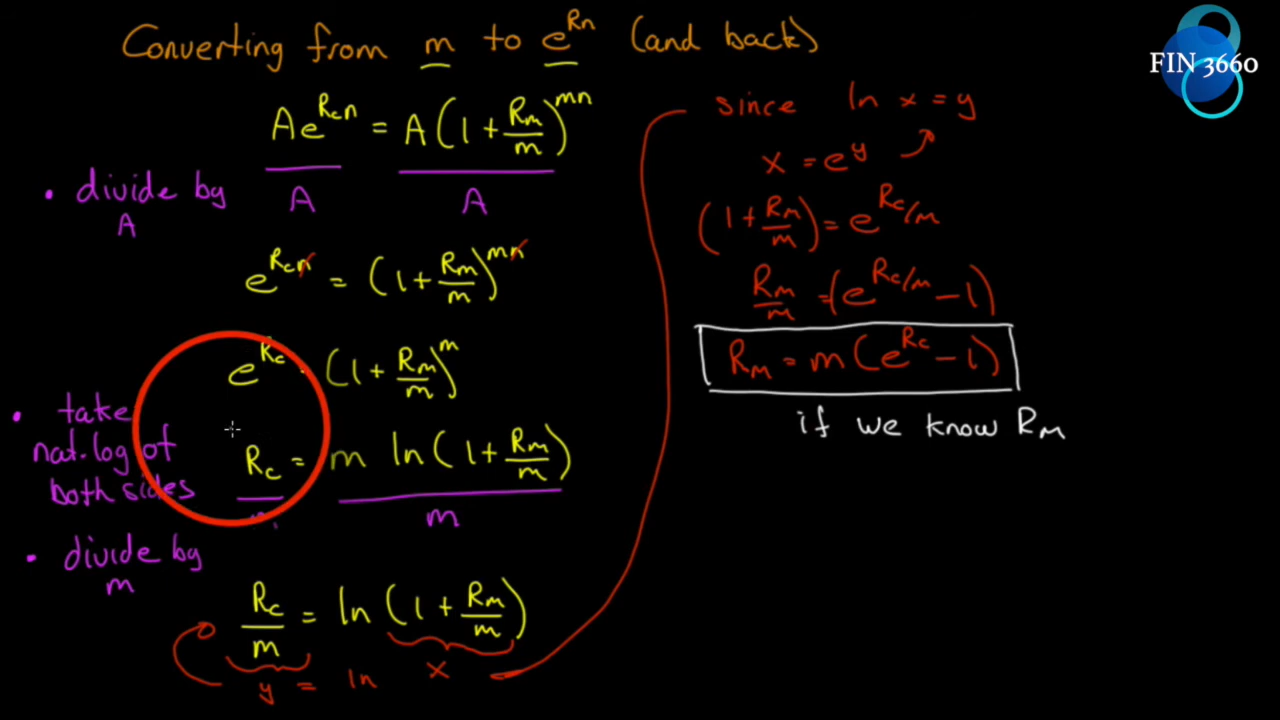 Converting from m to e^Rn (and back)
FIN 3660
Ae^Rcn = A(1 + Rm/m)^mn
A A
• divide by
A
e^Rcn = (1 + Rm/m)^mn
e^Rc = (1 + Rm/m)^m
• take
nat. log of
both sides
Rc = m ln(1 + Rm/m)
m m
• divide by
m
Rc/m = ln(1 + Rm/m)
y = ln x
since ln x = y
x = e^y
(1 + Rm/m) = e^Rc/m
Rm/m = (e^Rc/m - 1)
Rm = m(e^Rc - 1)
if we know Rm